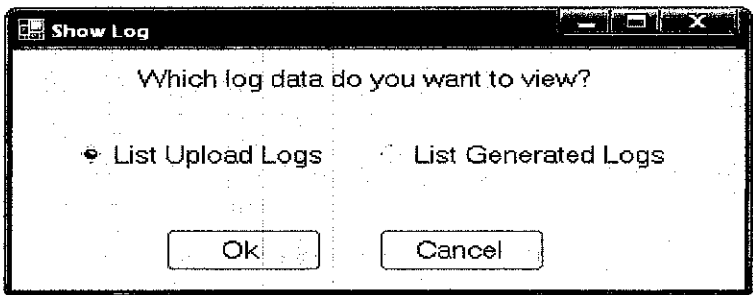 Show Log
Which log data do you want to view?
List Upload Logs List Generated Logs
Ok Cancel